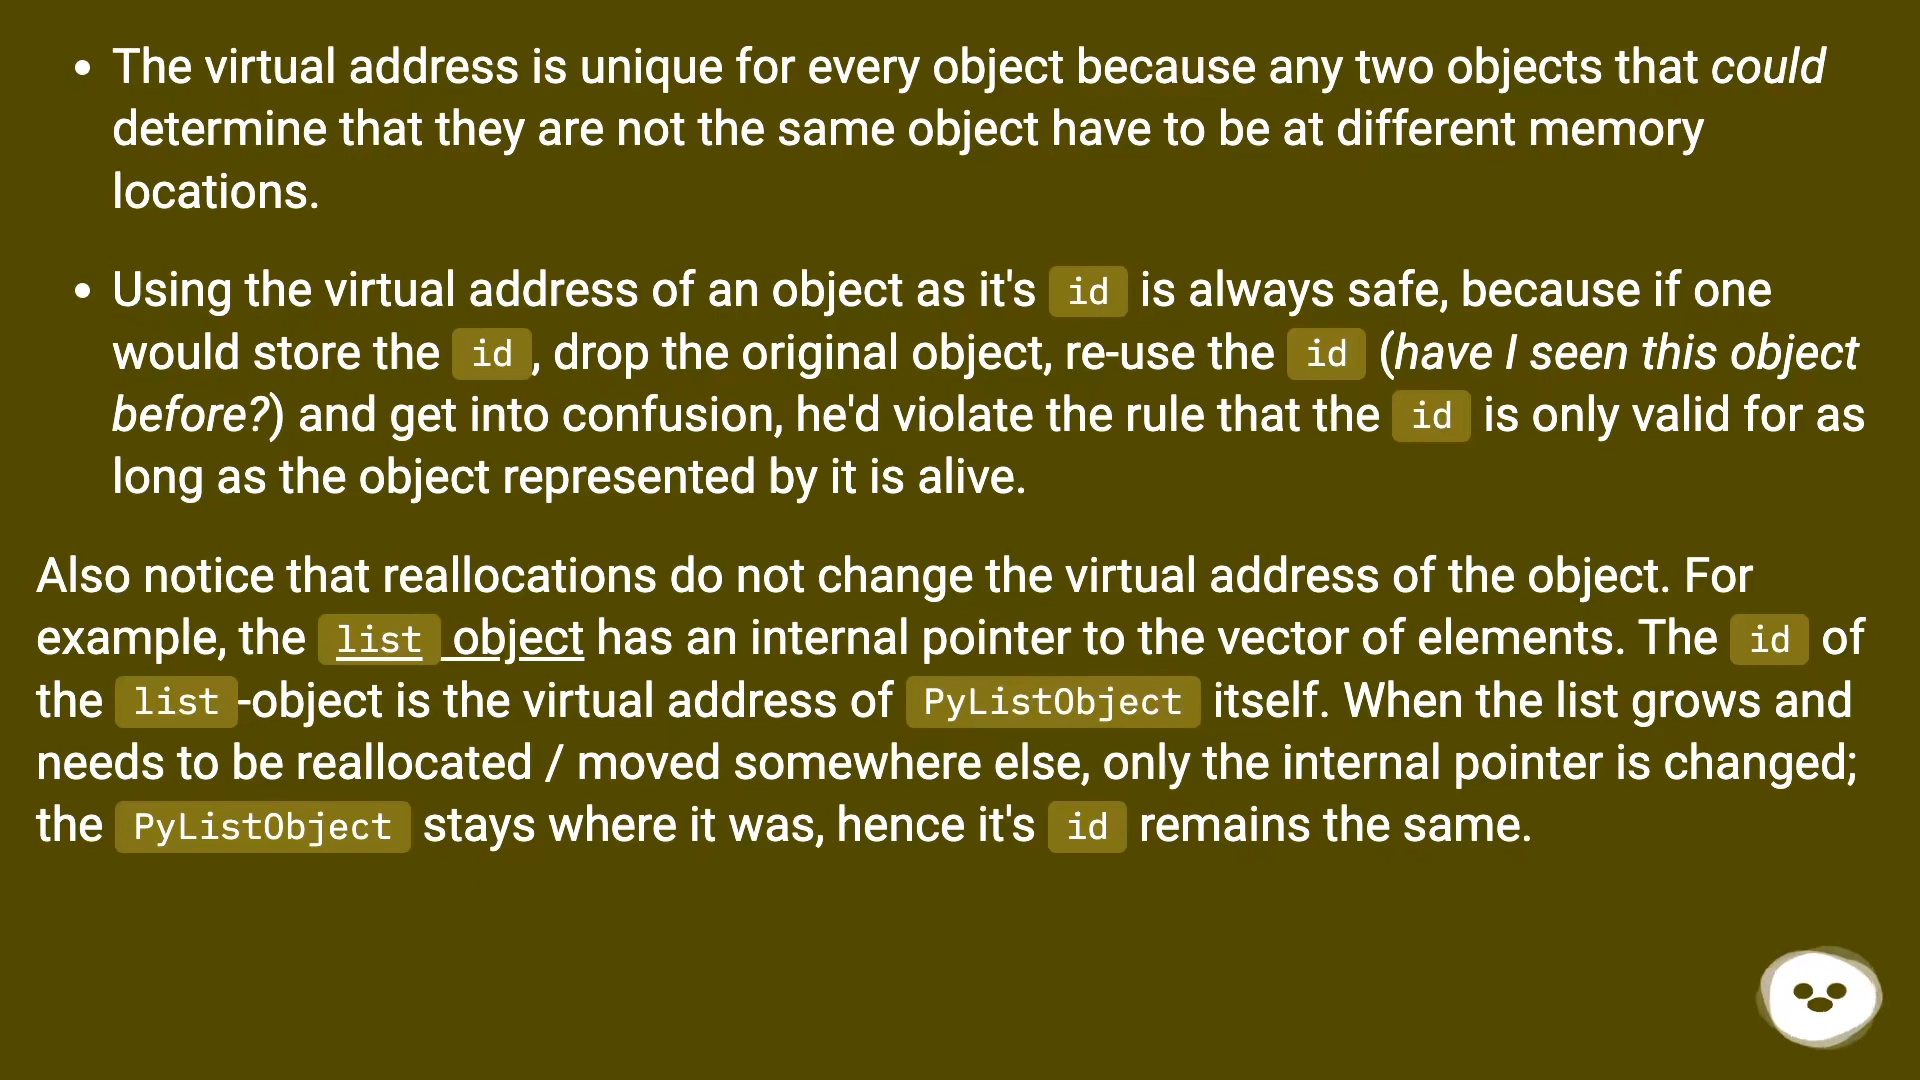 • The virtual address is unique for every object because any two objects that could
determine that they are not the same object have to be at different memory
locations.
• Using the virtual address of an object as it's id is always safe, because if one
would store the id, drop the original object, re-use the id (have I seen this object
before?) and get into confusion, he'd violate the rule that the id is only valid for as
long as the object represented by it is alive.
Also notice that reallocations do not change the virtual address of the object. For
example, the list object has an internal pointer to the vector of elements. The id of
the list-object is the virtual address of PyListObject itself. When the list grows and
needs to be reallocated / moved somewhere else, only the internal pointer is changed;
the PyListObject stays where it was, hence it's id remains the same.